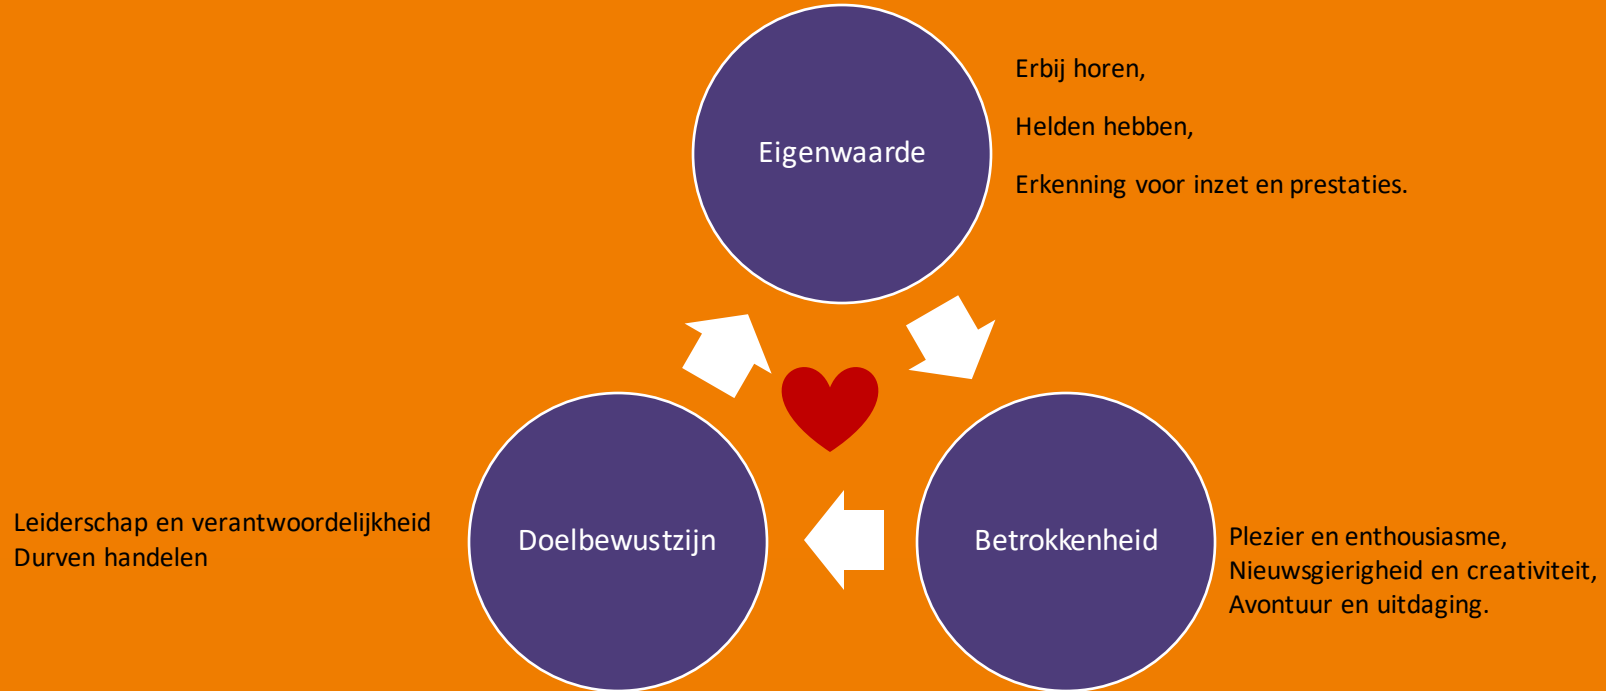 Eigenwaarde
Erbij horen,
Helden hebben,
Erkenning voor inzet en prestaties.
Leiderschap en verantwoordelijkheid
Durven handelen
Doelbewustzijn
Betrokkenheid
Plezier en enthousiasme,
Nieuwsgierigheid en creativiteit,
Avontuur en uitdaging.